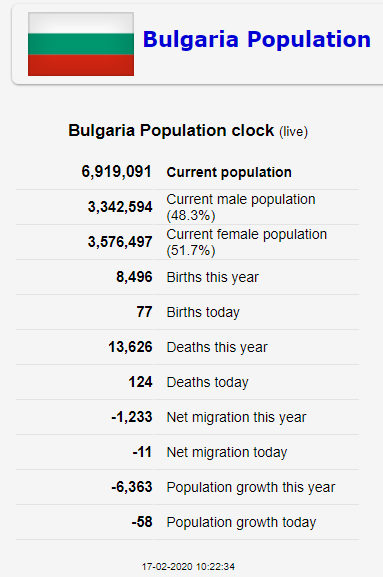 Bulgaria Population
Bulgaria Population clock (live)
6,919,091 Current population
3,342,594 Current male population
(48.3%)
3,576,497 Current female population
(51.7%)
8,496 Births this year
77 Births today
13,626 Deaths this year
124 Deaths today
-1,233 Net migration this year
-11 Net migration today
-6,363 Population growth this year
-58 Population growth today
17-02-2020 10:22:34